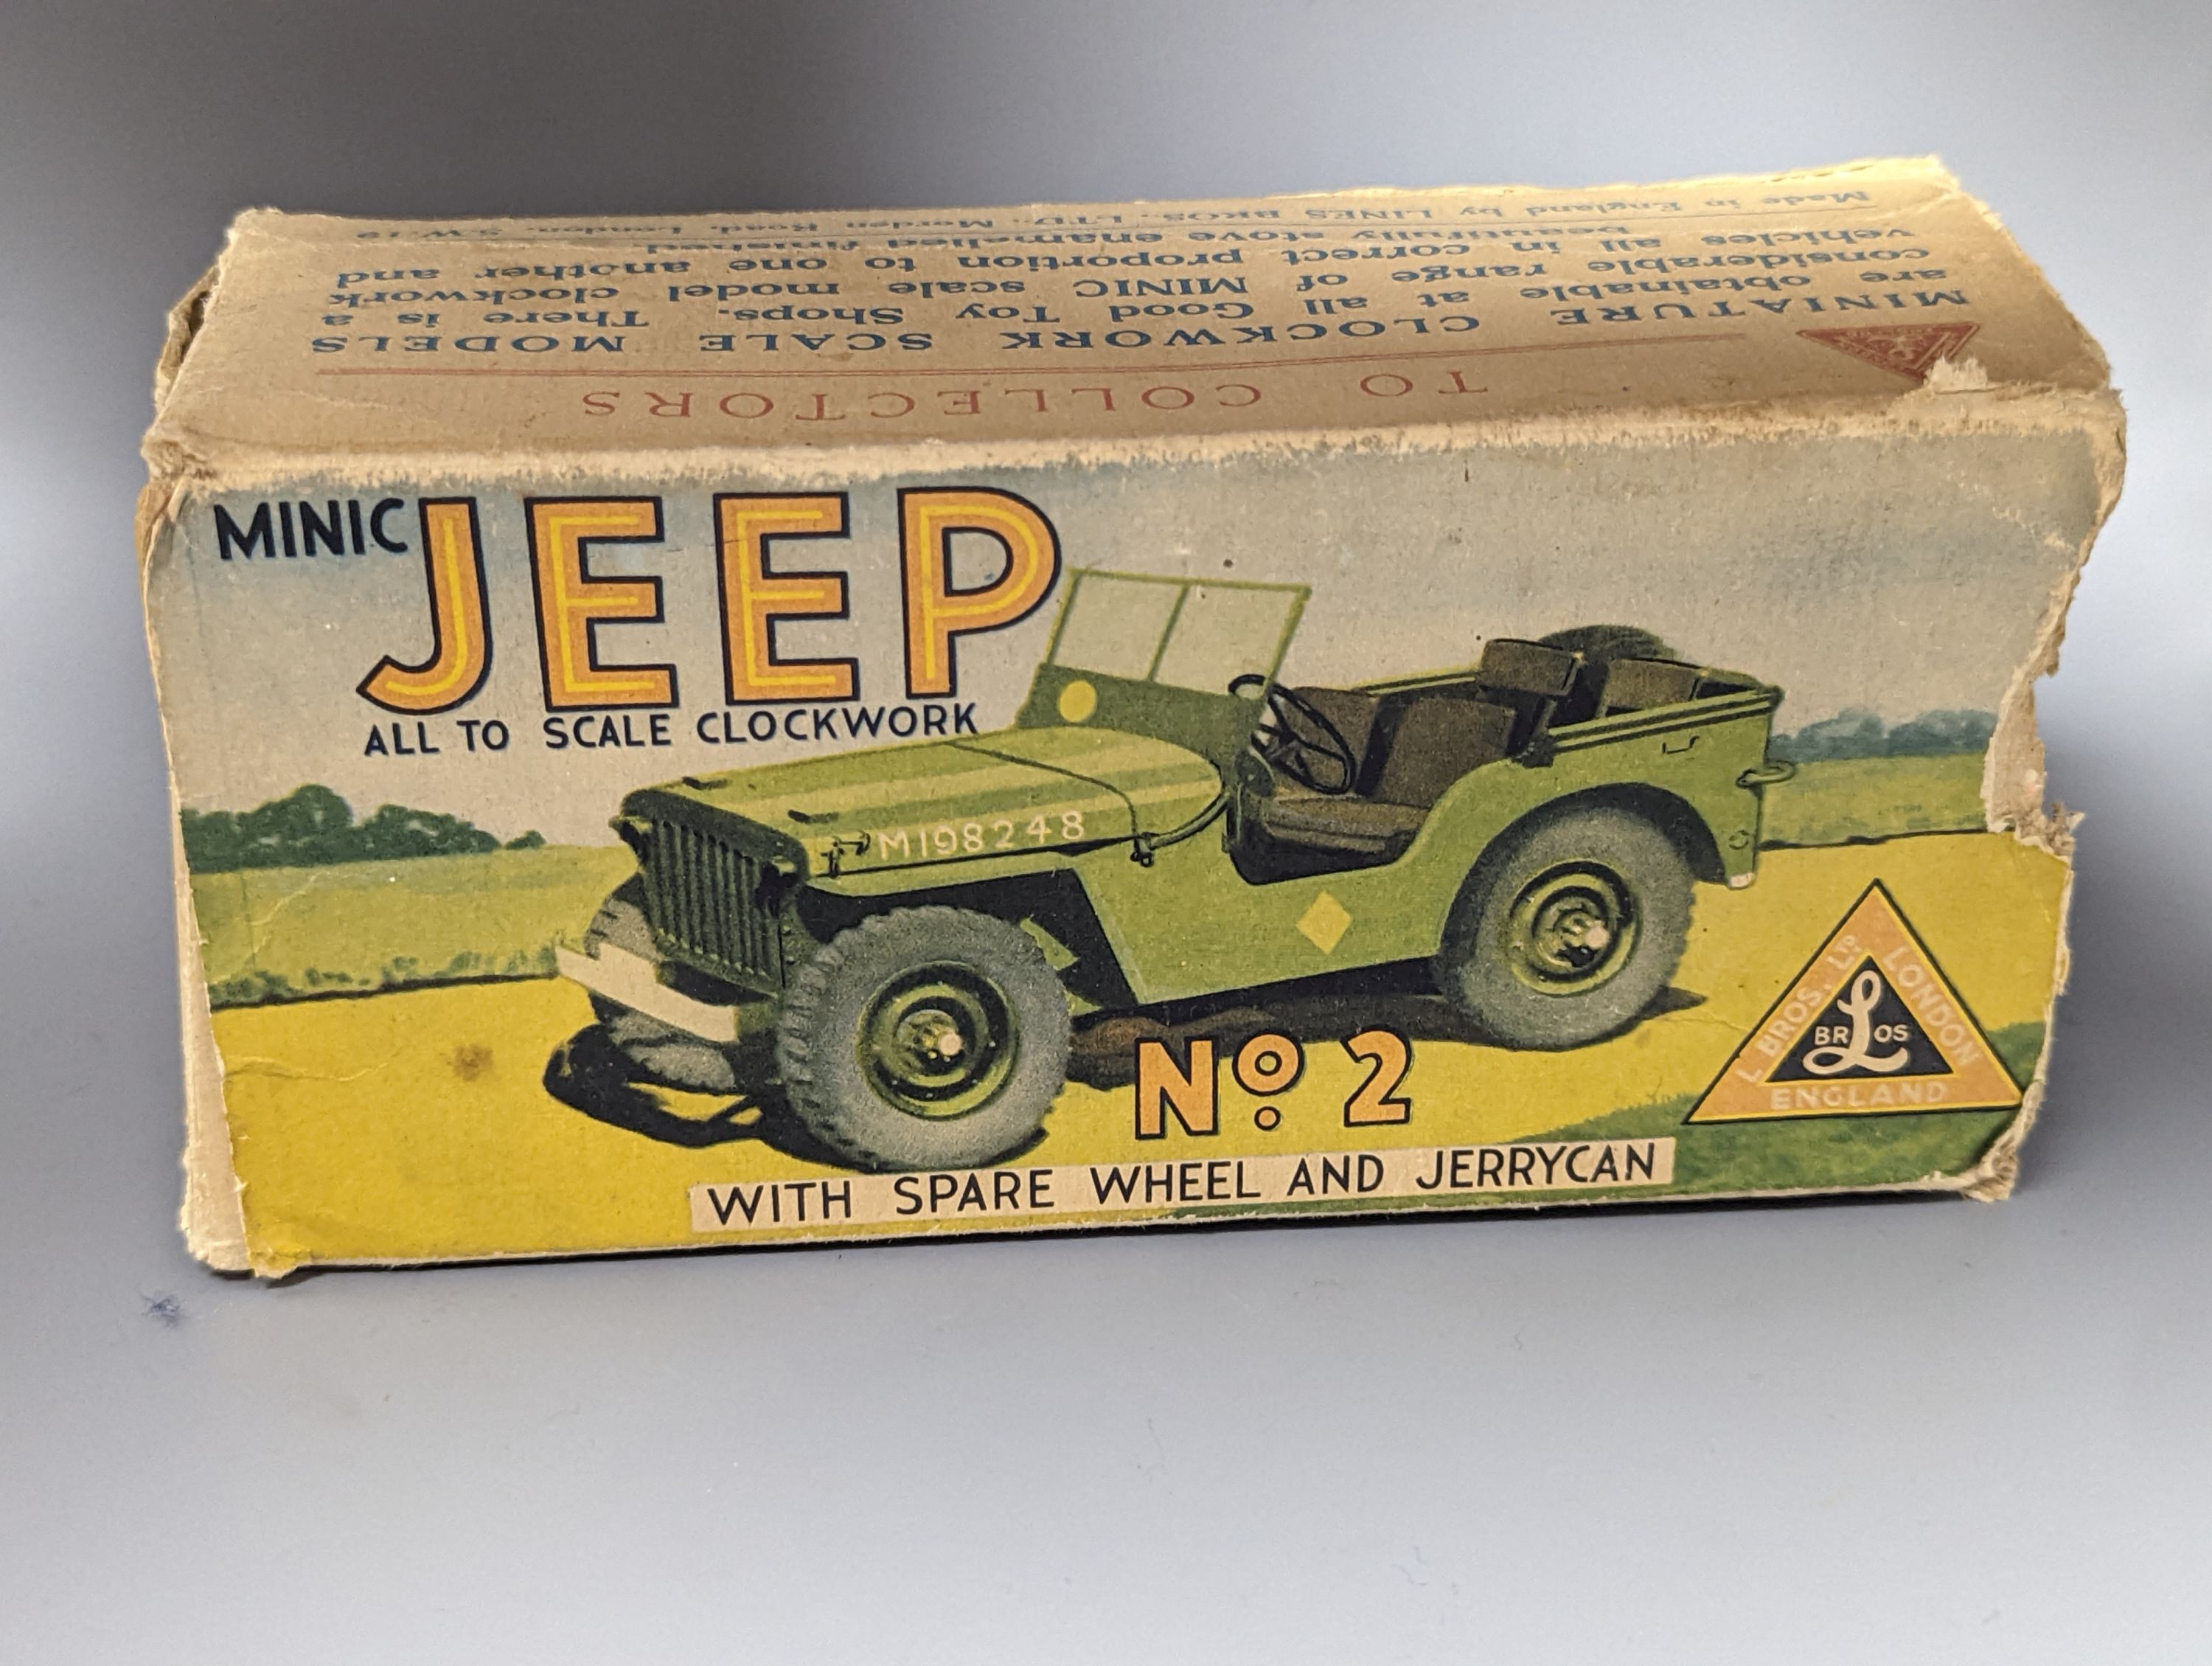 TO COLLECTORS
MINIATURE CLOCKWORK SCALE MODELS
are obtainable at all Good Toy Shops. There is a
considerable range of MINIC scale model clockwork
vehicles all in correct proportion to one another and
beautifully stove enamelled finished.
Made in England by LINES BROS. LTD. Morden Road, London, S.W.19
MINIC JEEP
ALL TO SCALE CLOCKWORK
M198248
No 2
WITH SPARE WHEEL AND JERRYCAN
L BROS. LTD LONDON
L BROS
ENGLAND